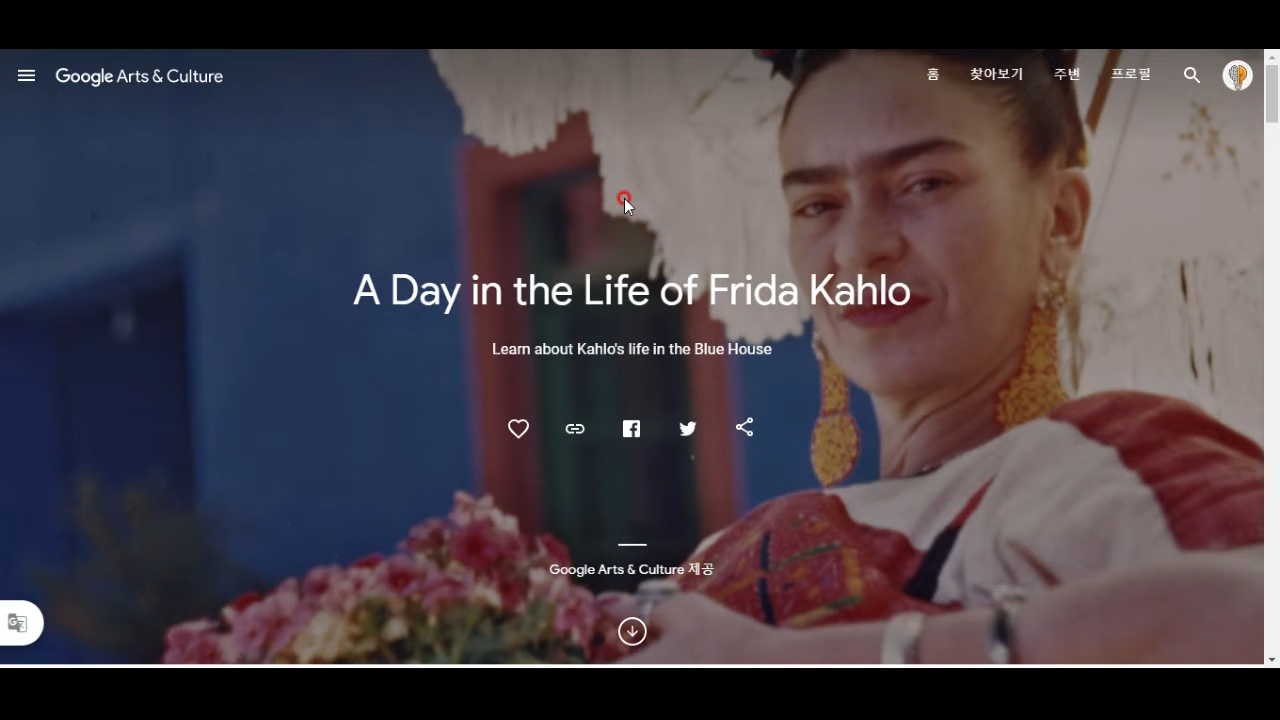 Google Arts & Culture
홈 찾아보기 주변 프로필
A Day in the Life of Frida Kahlo
Learn about Kahlo's life in the Blue House
Google Arts & Culture 제공